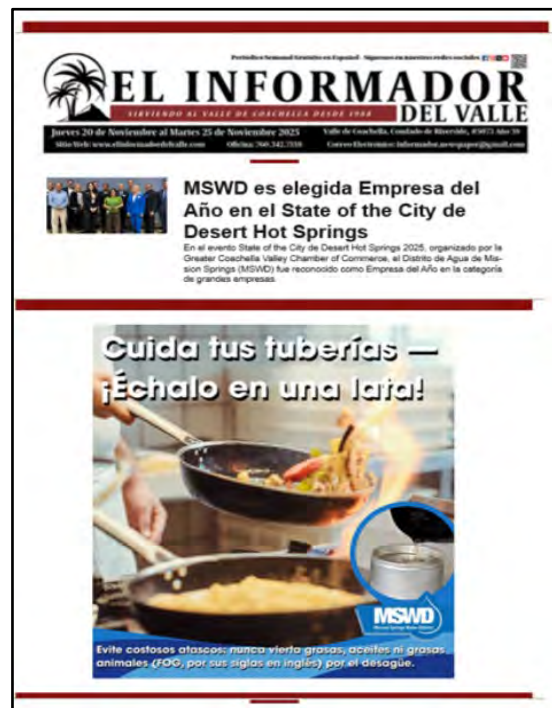 Periódico Semanal Gratuito en Español - Síguenos en nuestras redes sociales
EL INFORMADOR
SIRVIENDO AL VALLE DE COACHELLA DESDE 1988
DEL VALLE
Jueves 20 de Noviembre al Martes 25 de Noviembre 2025
Valle de Coachella, Condado de Riverside,
Sitio Web: www.elinformadordelvalle.com
Oficina: 760.342.7558
Correo Electrónico: informador.newspaper@gmail.com
MSWD es elegida Empresa del
Año en el State of the City de
Desert Hot Springs
En el evento State of the City de Desert Hot Springs 2025, organizado por la
Greater Coachella Valley Chamber of Commerce, el Distrito de Agua de Mis-
sion Springs (MSWD) fue reconocido como Empresa del Año en la categoría
de grandes empresas.
Cuida tus tuberías —
¡Échalo en una lata!
MSWD
Mission Springs Water District
Evite costosos atascos: nunca vierta grasas, aceites ni grasas
animales (FOG, por sus siglas en inglés) por el desagüe.